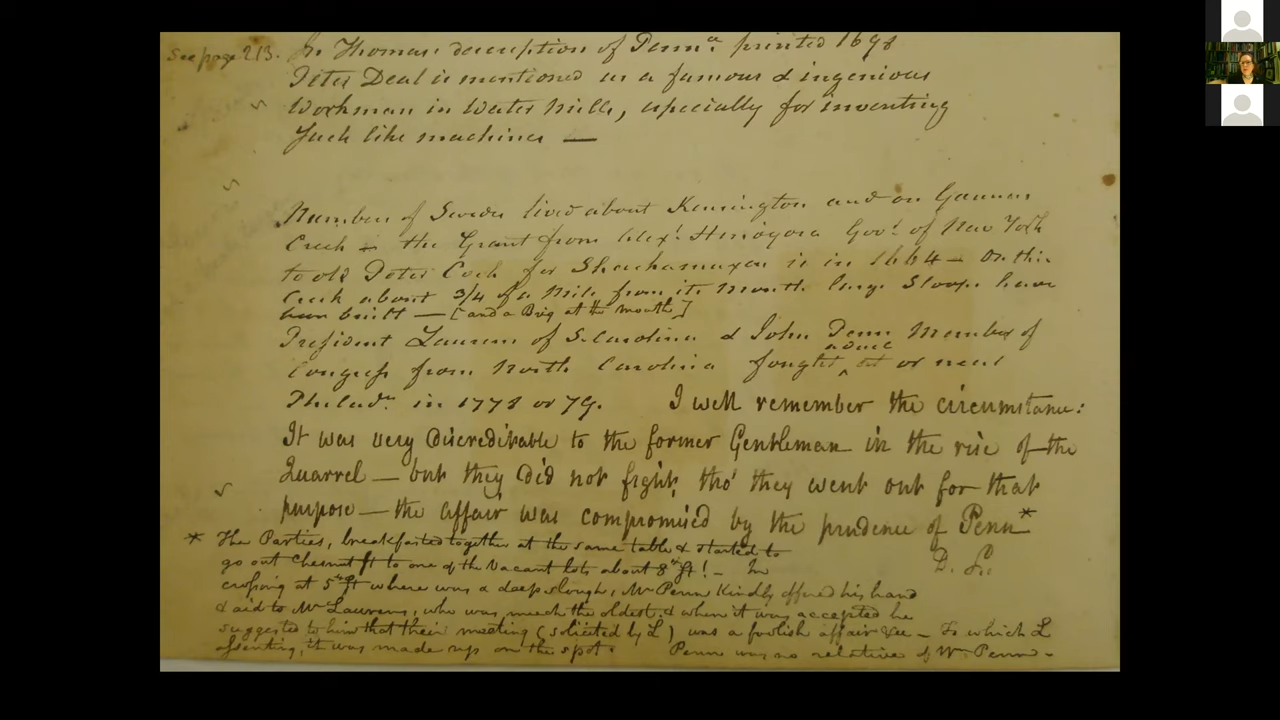 see page 213.
In Thomas: description of Penn.a printed 1698
Peter Deal is mentioned as a famous & ingenious
Workman in Water Mills, especially for inventing
Such like machines —
Number of Swedes lived about Kensington and on Gunners
Creek — the Grant from Alex.r Hinoyosa Gov.r of New York
to old Peter Cock for Shackamaxon is in 1664 — On this
Creek about 3/4 of a Mile from its Mouth large Sloops have
been built — [and a Brig at the mouth]
President Laurens of S. Carolina & John Penn Member of
Congress from North Carolina fought a duel at or near
Philad.a in 1778 or 79. I well remember the circumstance:
It was very discreditable to the former Gentleman in the rise of the
Quarrel — but they did not fight, tho' they went out for that
purpose — the affair was compromised by the prudence of Penn *
* The Parties, breakfasted together at the same table & started to
go out Chesnut St to one of the vacant lots about 8th St! — In
crossing at 5th St where was a deep slough, Mr Penn kindly offered his hand
& aid to Mr Laurens, who was much the oldest & when it was accepted he
suggested to him that their meeting (solicited by L) was a foolish affair &ce — To which L
assenting, it was made up on the spot. Penn was no relative of Wm Penn —